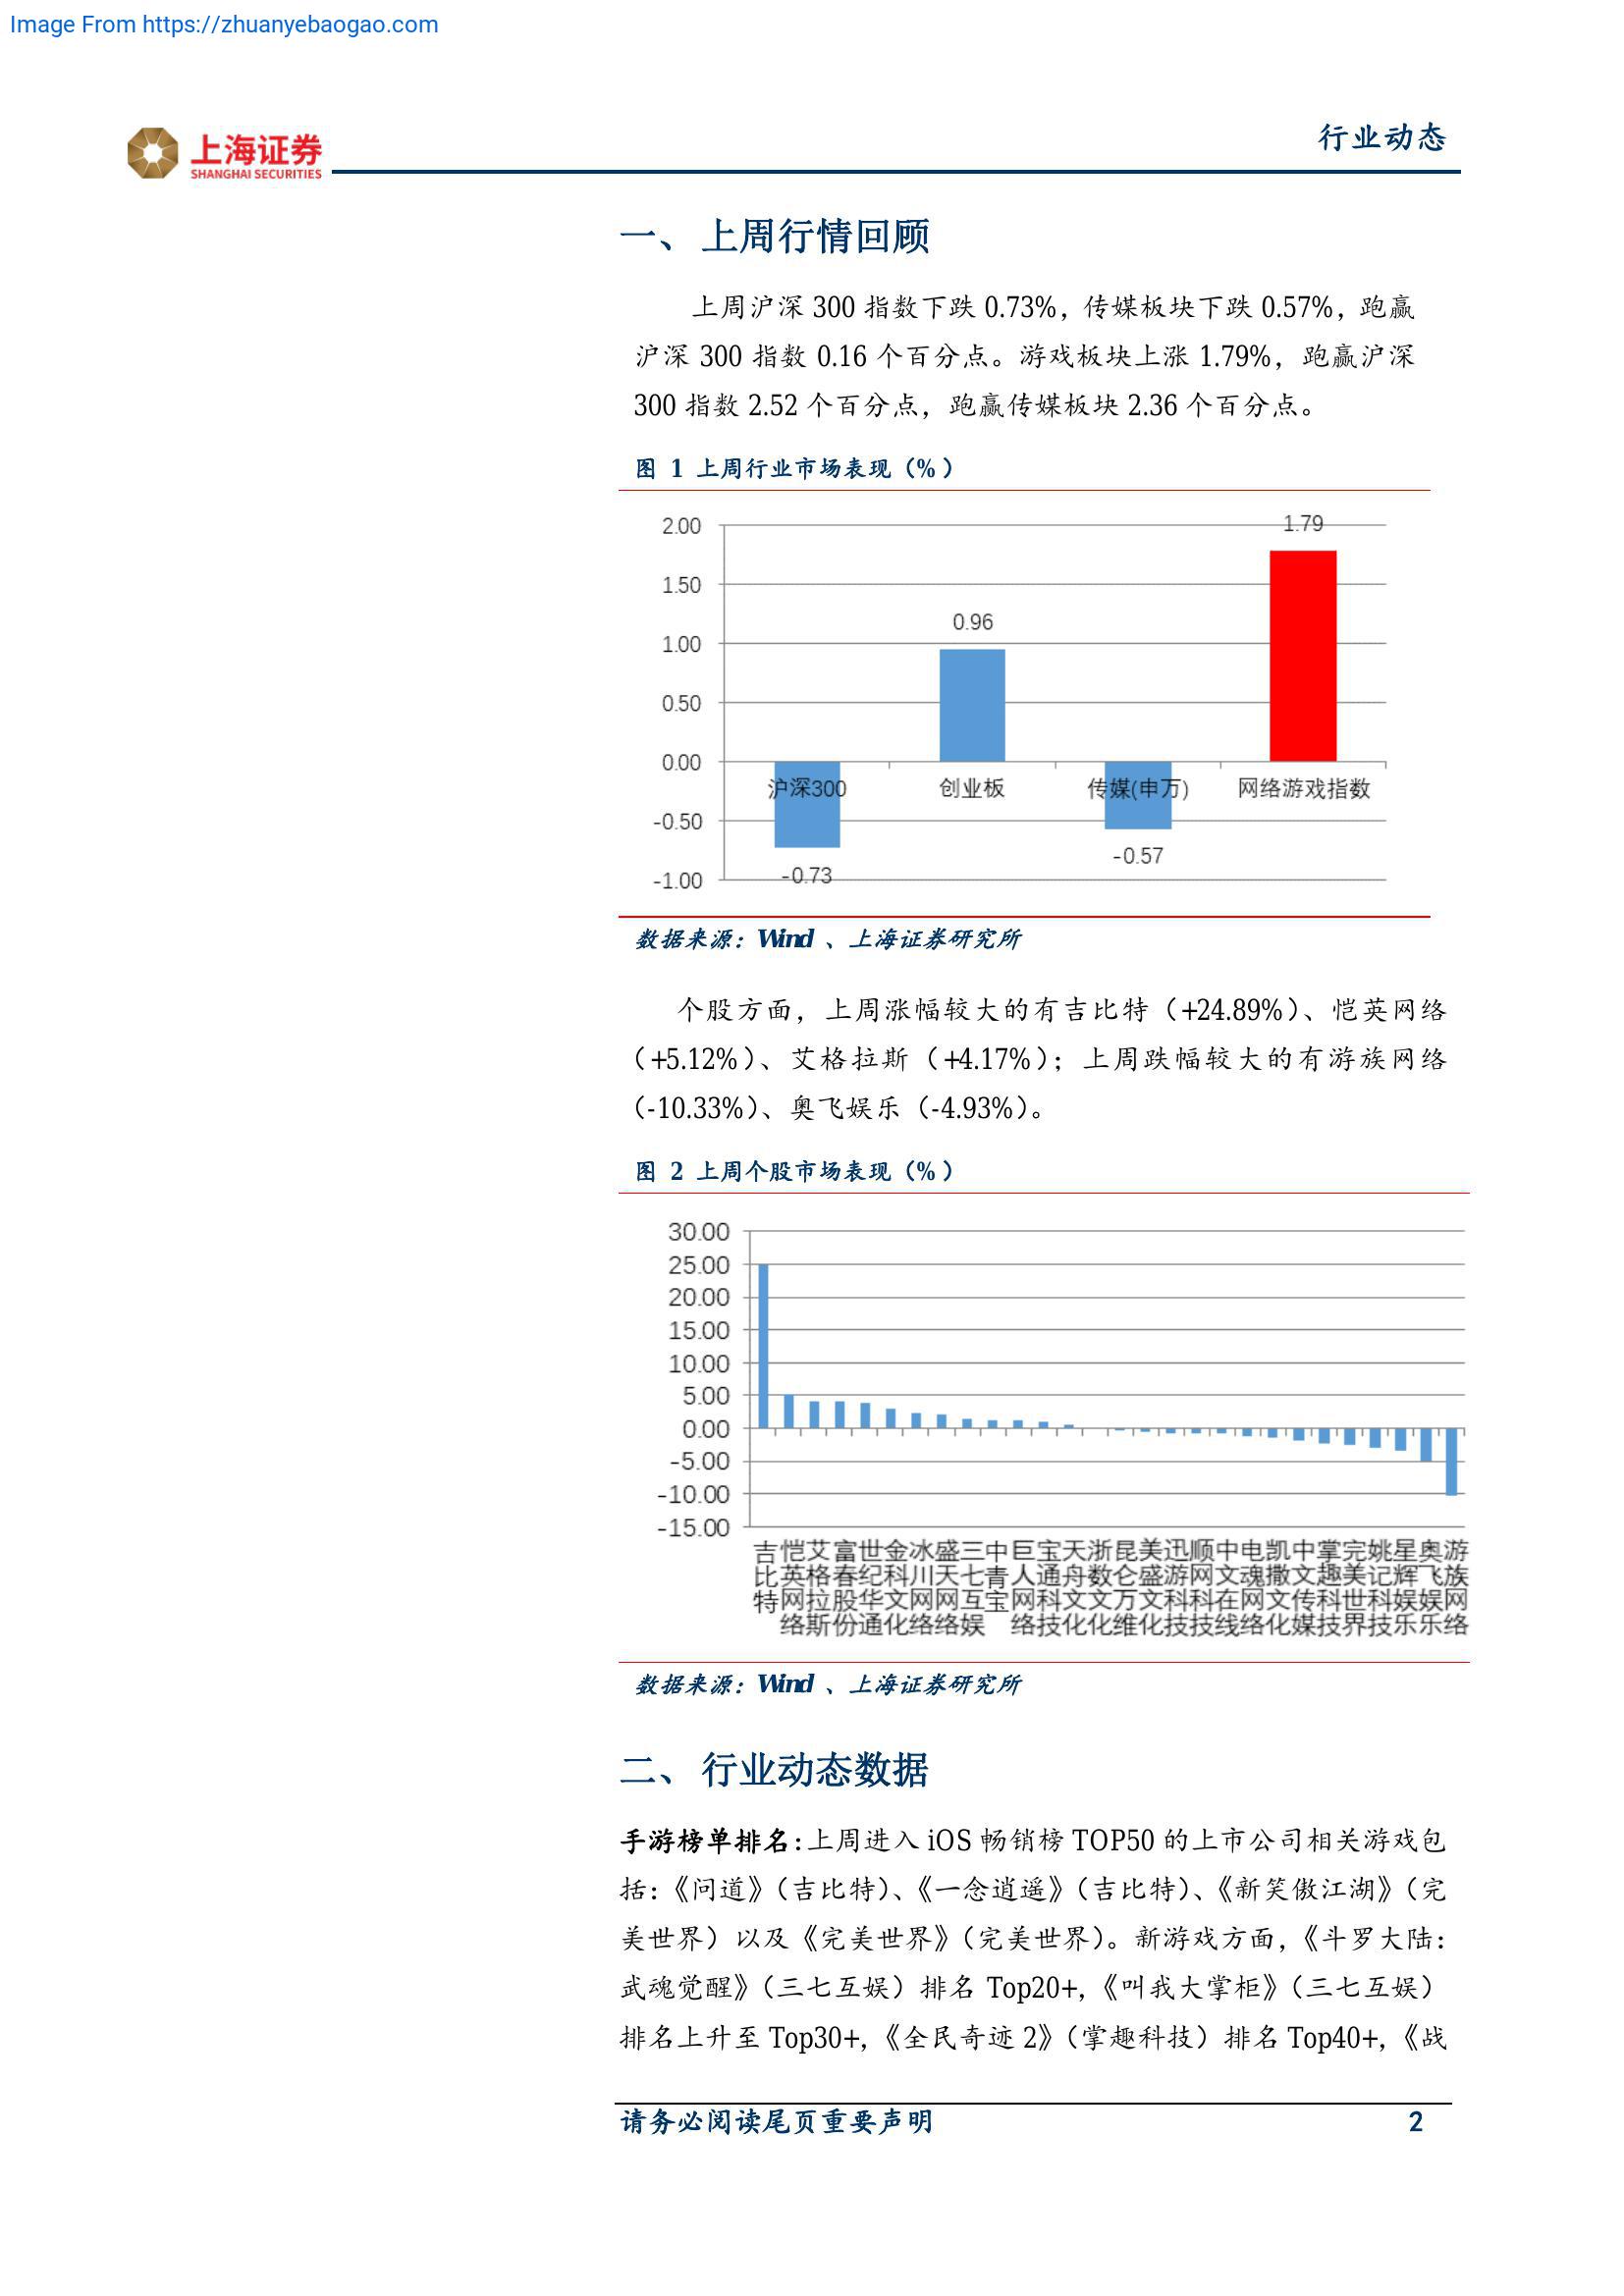 Image From https://zhuanyebaogao.com
上海证券
SHANGHAI SECURITIES
行业动态
一、 上周行情回顾
上周沪深 300 指数下跌 0.73%，传媒板块下跌 0.57%，跑赢
沪深 300 指数 0.16 个百分点。游戏板块上涨 1.79%，跑赢沪深
300 指数 2.52 个百分点，跑赢传媒板块 2.36 个百分点。
图 1 上周行业市场表现（%）
2.00
1.50
1.00
0.50
0.00
-0.50
-1.00
1.79
0.96
沪深300
创业板
传媒(申万)
网络游戏指数
-0.57
-0.73
数据来源：Wind 、上海证券研究所
个股方面，上周涨幅较大的有吉比特（+24.89%）、恺英网络
（+5.12%）、艾格拉斯（+4.17%）；上周跌幅较大的有游族网络
（-10.33%）、奥飞娱乐（-4.93%）。
图 2 上周个股市场表现（%）
30.00
25.00
20.00
15.00
10.00
5.00
0.00
-5.00
-10.00
-15.00
吉比特
恺英网络
艾格拉斯
富春股份
世纪华通
金科文化
冰川网络
盛天网络
三七互娱
中青宝
巨人网络
宝通科技
天舟文化
浙数文化
昆仑万维
美盛文化
迅游科技
顺网科技
中文在线
电魂网络
凯撒文化
中文传媒
掌趣科技
完美世界
姚记科技
星辉娱乐
奥飞娱乐
游族网络
数据来源：Wind 、上海证券研究所
二、 行业动态数据
手游榜单排名：上周进入 iOS 畅销榜 TOP50 的上市公司相关游戏包
括：《问道》（吉比特）、《一念逍遥》（吉比特）、《新笑傲江湖》（完
美世界）以及《完美世界》（完美世界）。新游戏方面，《斗罗大陆：
武魂觉醒》（三七互娱）排名 Top20+，《叫我大掌柜》（三七互娱）
排名上升至 Top30+，《全民奇迹 2》（掌趣科技）排名 Top40+，《战
请务必阅读尾页重要声明
2